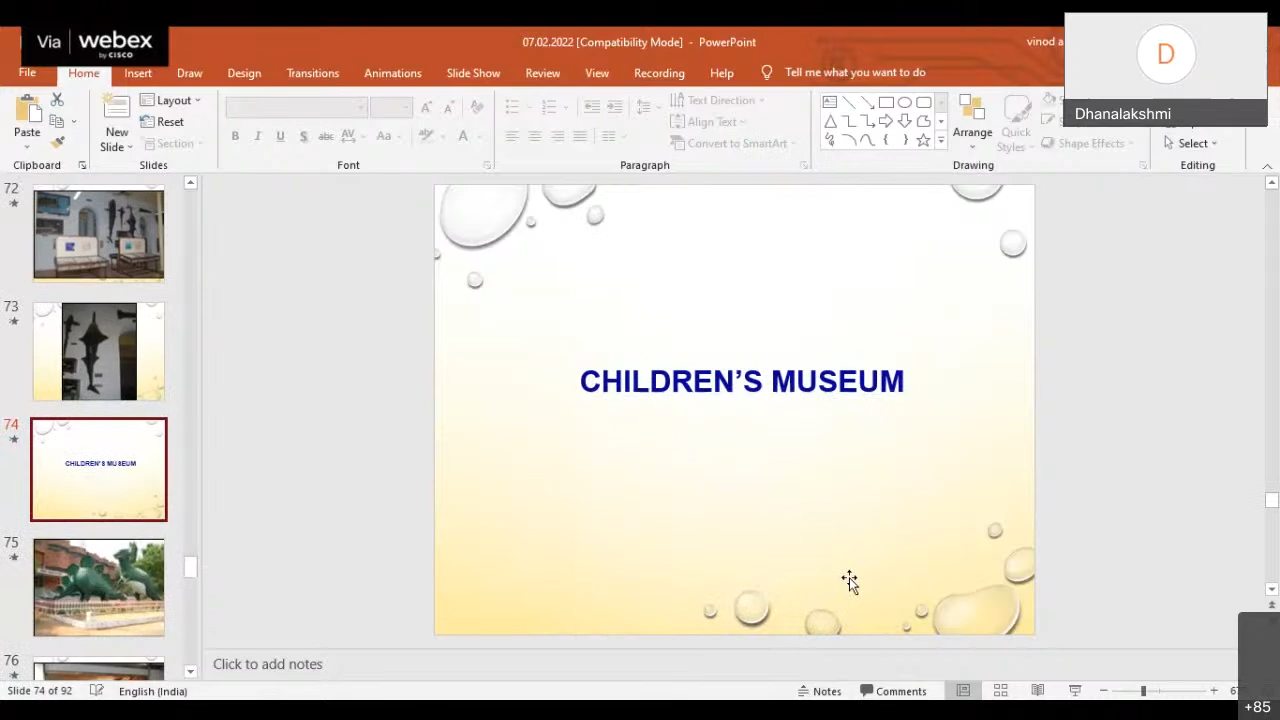 Via webex
by CISCO
07.02.2022 [Compatibility Mode] - PowerPoint
vinod a
D
Dhanalakshmi
File Home Insert Draw Design Transitions Animations Slide Show Review View Recording Help Tell me what you want to do
Paste
New
Slide
Layout
Reset
Section
B I U S abc AV Aa A
Text Direction
Align Text
Convert to SmartArt
Arrange
Quick
Styles
Shape Effects
Select
Clipboard Slides Font Paragraph Drawing Editing
72
73
74
CHILDREN'S MUSEUM
75
76
CHILDREN’S MUSEUM
Click to add notes
Slide 74 of 92 English (India) Notes Comments
+85